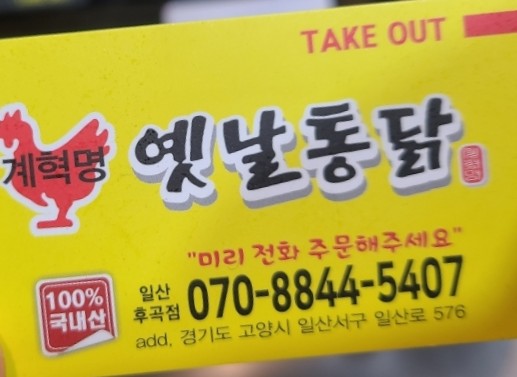 TAKE OUT
계혁명
옛날통닭
"미리 전화 주문해주세요"
100%
국내산
일산
후곡점
070-8844-5407
add, 경기도 고양시 일산서구 일산로 576